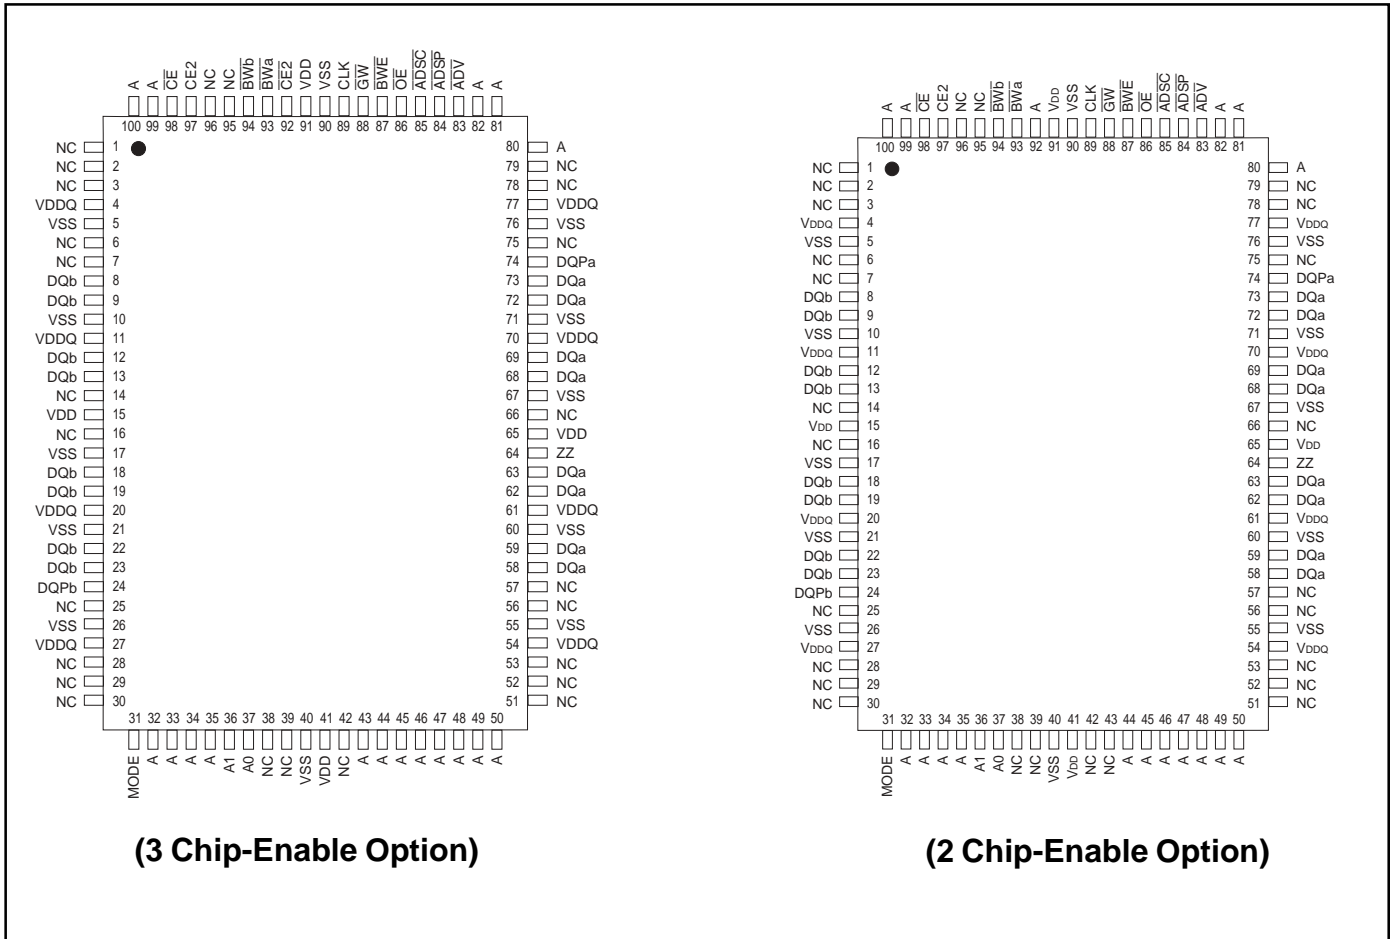 A A CE CE2 NC NC BWb BWa CE2 VDD VSS CLK GW BWE OE ADSC ADSP ADV A A
100 99 98 97 96 95 94 93 92 91 90 89 88 87 86 85 84 83 82 81
NC 1 80 A
NC 2 79 NC
NC 3 78 NC
VDDQ 4 77 VDDQ
VSS 5 76 VSS
NC 6 75 NC
NC 7 74 DQPa
DQb 8 73 DQa
DQb 9 72 DQa
VSS 10 71 VSS
VDDQ 11 70 VDDQ
DQb 12 69 DQa
DQb 13 68 DQa
NC 14 67 VSS
VDD 15 66 NC
NC 16 65 VDD
VSS 17 64 ZZ
DQb 18 63 DQa
DQb 19 62 DQa
VDDQ 20 61 VDDQ
VSS 21 60 VSS
DQb 22 59 DQa
DQb 23 58 DQa
DQPb 24 57 NC
NC 25 56 NC
VSS 26 55 VSS
VDDQ 27 54 VDDQ
NC 28 53 NC
NC 29 52 NC
NC 30 51 NC
31 32 33 34 35 36 37 38 39 40 41 42 43 44 45 46 47 48 49 50
MODE A A A A A1 A0 NC NC VSS VDD NC A A A A A A A A
(3 Chip-Enable Option)
A A CE CE2 NC NC BWb BWa A VDD VSS CLK GW BWE OE ADSC ADSP ADV A A
100 99 98 97 96 95 94 93 92 91 90 89 88 87 86 85 84 83 82 81
NC 1 80 A
NC 2 79 NC
NC 3 78 NC
VDDQ 4 77 VDDQ
VSS 5 76 VSS
NC 6 75 NC
NC 7 74 DQPa
DQb 8 73 DQa
DQb 9 72 DQa
VSS 10 71 VSS
VDDQ 11 70 VDDQ
DQb 12 69 DQa
DQb 13 68 DQa
NC 14 67 VSS
VDD 15 66 NC
NC 16 65 VDD
VSS 17 64 ZZ
DQb 18 63 DQa
DQb 19 62 DQa
VDDQ 20 61 VDDQ
VSS 21 60 VSS
DQb 22 59 DQa
DQb 23 58 DQa
DQPb 24 57 NC
NC 25 56 NC
VSS 26 55 VSS
VDDQ 27 54 VDDQ
NC 28 53 NC
NC 29 52 NC
NC 30 51 NC
31 32 33 34 35 36 37 38 39 40 41 42 43 44 45 46 47 48 49 50
MODE A A A A A1 A0 NC NC VSS VDD NC NC A A A A A A A
(2 Chip-Enable Option)